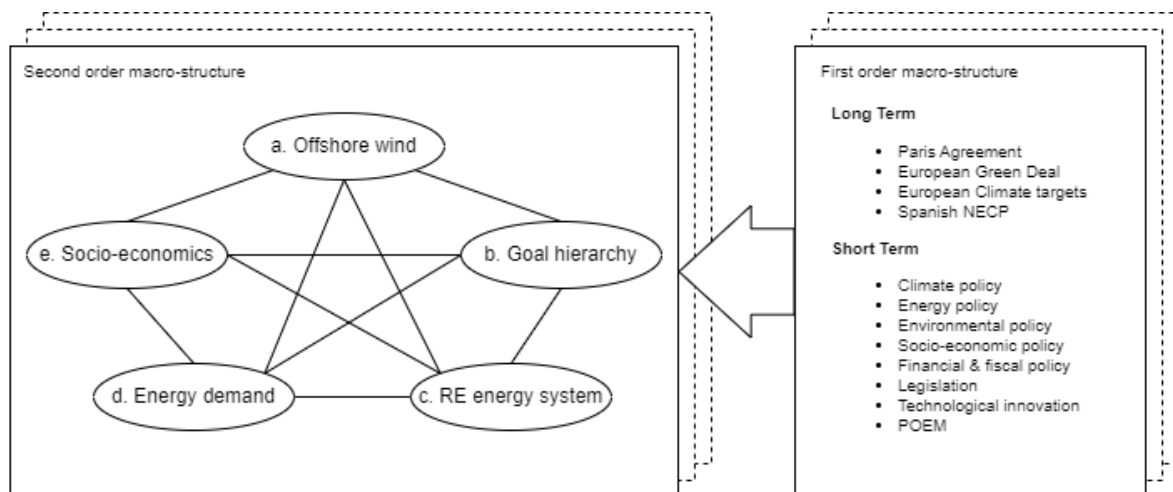 Second order macro-structure
a. Offshore wind
e. Socio-economics
b. Goal hierarchy
d. Energy demand
c. RE energy system
First order macro-structure
Long Term
• Paris Agreement
• European Green Deal
• European Climate targets
• Spanish NECP
Short Term
• Climate policy
• Energy policy
• Environmental policy
• Socio-economic policy
• Financial & fiscal policy
• Legislation
• Technological innovation
• POEM